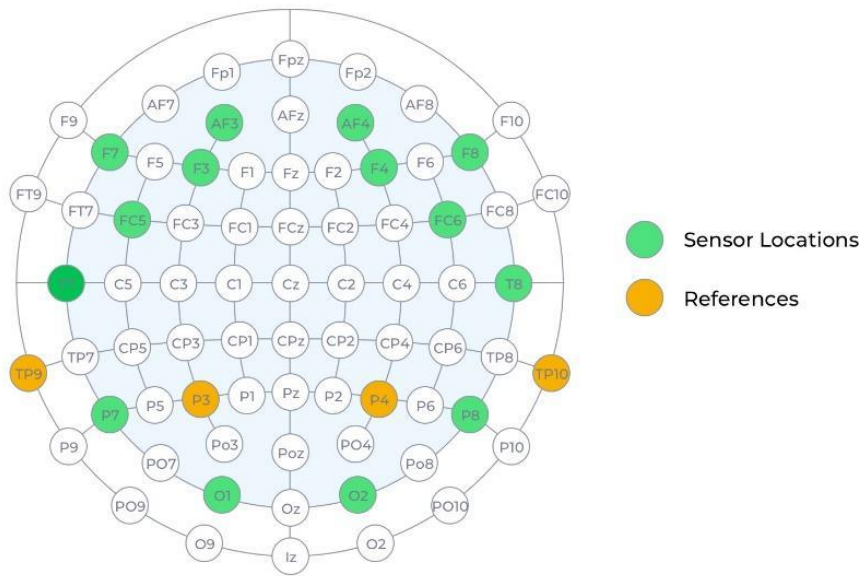 Fpz
Fp1
Fp2
AF7
AF8
AFz
AF3
AF4
F9
F10
F7
F8
F5
F3
F1
Fz
F2
F4
F6
FT9
FC10
FT7
FC5
FC3
FC1
FCz
FC2
FC4
FC6
FC8
Sensor Locations
C5
C3
C1
Cz
C2
C4
C6
T8
References
TP7
CP5
CP3
CP1
CPz
CP2
CP4
CP6
TP8
TP9
TP10
P7
P5
P3
P1
Pz
P2
P4
P6
P8
P9
Po3
PO4
P10
PO7
Poz
Po8
O1
O2
PO9
Oz
PO10
O9
O2
Iz